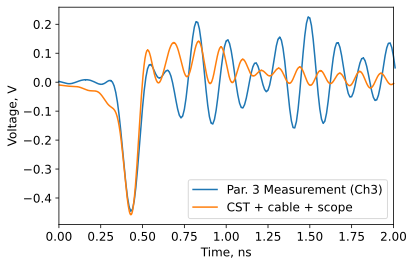 0.2
0.1
0.0
−0.1
−0.2
−0.3
−0.4
Voltage, V
Par. 3 Measurement (Ch3)
CST + cable + scope
0.00 0.25 0.50 0.75 1.00 1.25 1.50 1.75 2.00
Time, ns